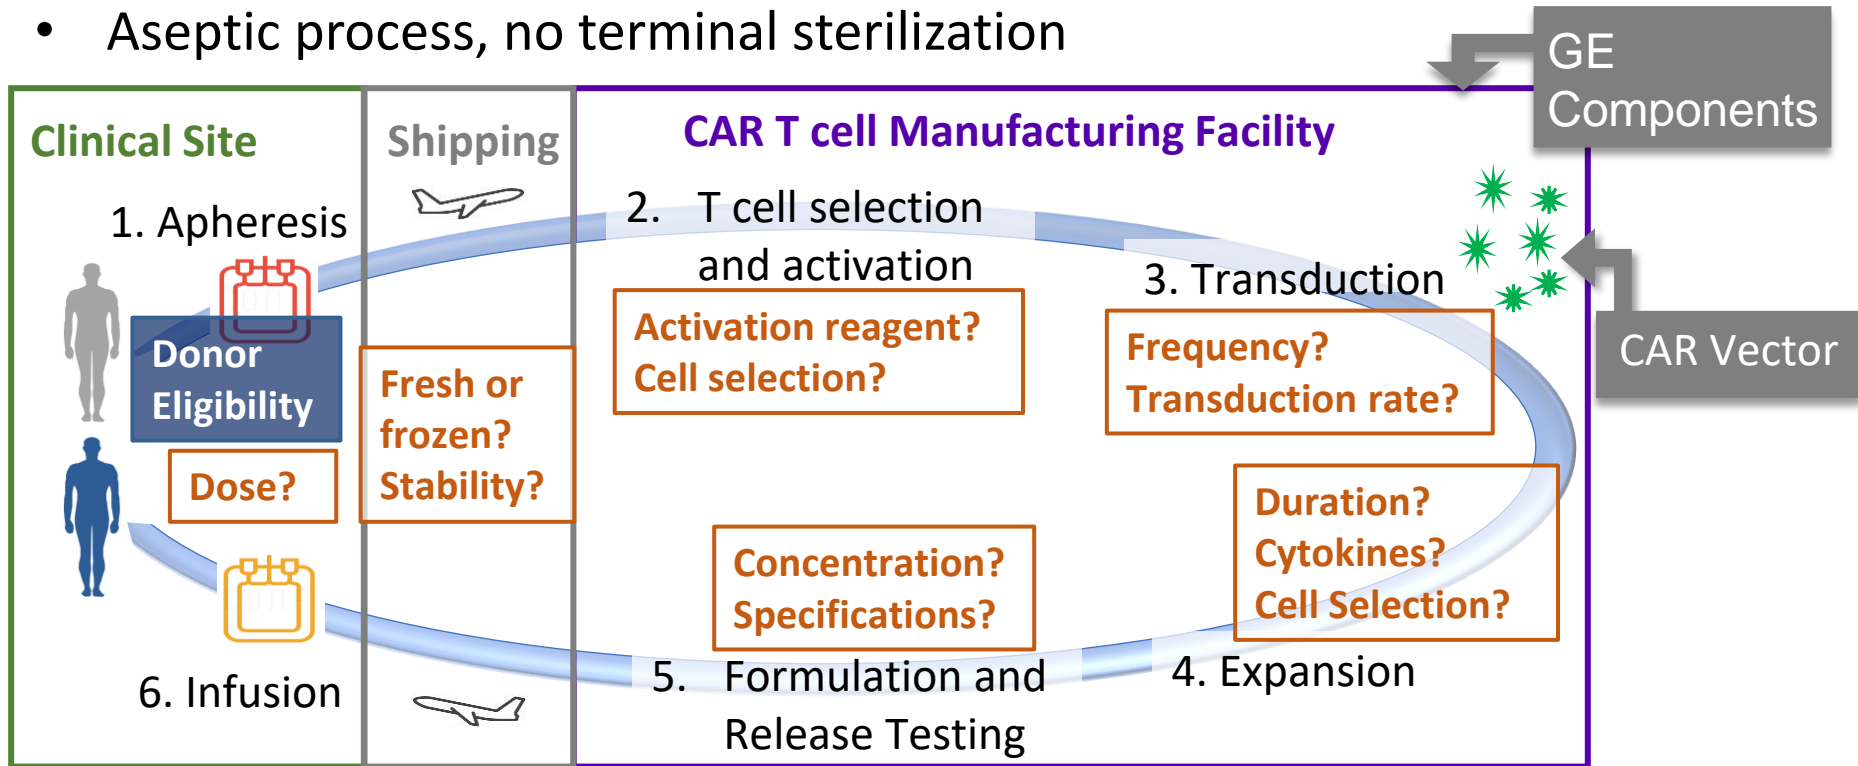 • Aseptic process, no terminal sterilization
GE
Components
Clinical Site
Shipping
CAR T cell Manufacturing Facility
1. Apheresis
2. T cell selection
and activation
Activation reagent?
Cell selection?
3. Transduction
Frequency?
Transduction rate?
CAR Vector
Donor
Eligibility
Fresh or
frozen?
Stability?
Dose?
Duration?
Cytokines?
Cell Selection?
4. Expansion
Concentration?
Specifications?
5. Formulation and
Release Testing
6. Infusion